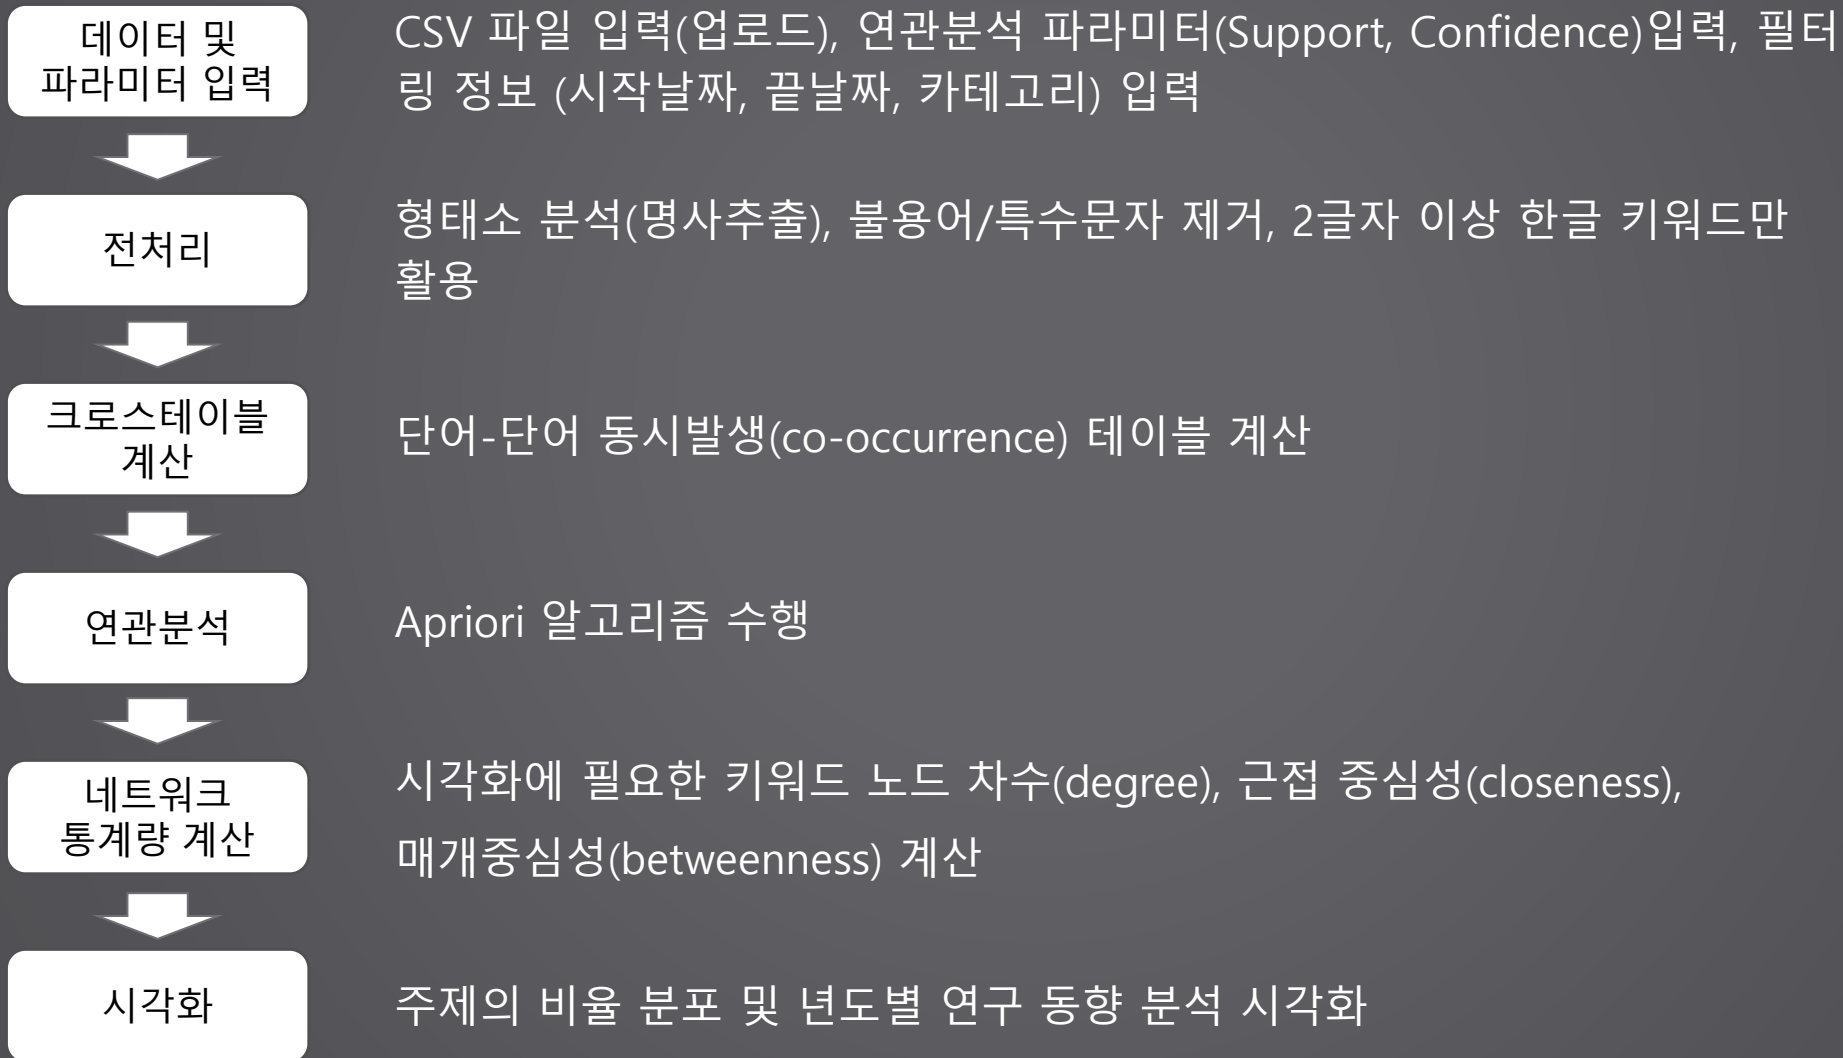 데이터 및
파라미터 입력
CSV 파일 입력(업로드), 연관분석 파라미터(Support, Confidence)입력, 필터
링 정보 (시작날짜, 끝날짜, 카테고리) 입력
전처리
형태소 분석(명사추출), 불용어/특수문자 제거, 2글자 이상 한글 키워드만
활용
크로스테이블
계산
단어-단어 동시발생(co-occurrence) 테이블 계산
연관분석
Apriori 알고리즘 수행
네트워크
통계량 계산
시각화에 필요한 키워드 노드 차수(degree), 근접 중심성(closeness),
매개중심성(betweenness) 계산
시각화
주제의 비율 분포 및 년도별 연구 동향 분석 시각화